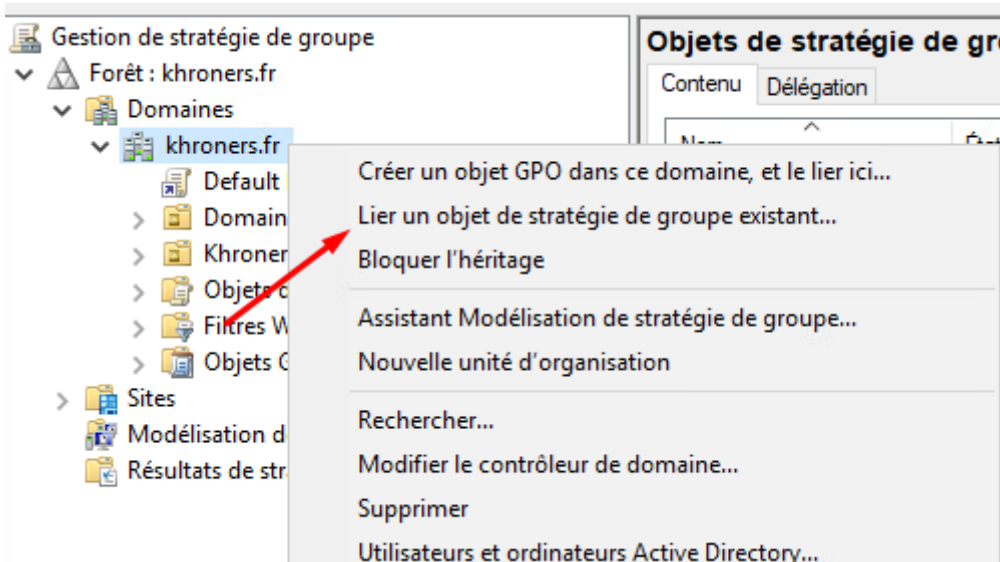 Gestion de stratégie de groupe
Forêt : khroners.fr
Domaines
khroners.fr
Default
Domain
Khroner
Objets d
Filtres W
Objets G
Sites
Modélisation d
Résultats de str
Objets de stratégie de gr
Contenu
Délégation
Nom
État
Créer un objet GPO dans ce domaine, et le lier ici...
Lier un objet de stratégie de groupe existant...
Bloquer l'héritage
Assistant Modélisation de stratégie de groupe...
Nouvelle unité d'organisation
Rechercher...
Modifier le contrôleur de domaine...
Supprimer
Utilisateurs et ordinateurs Active Directory...